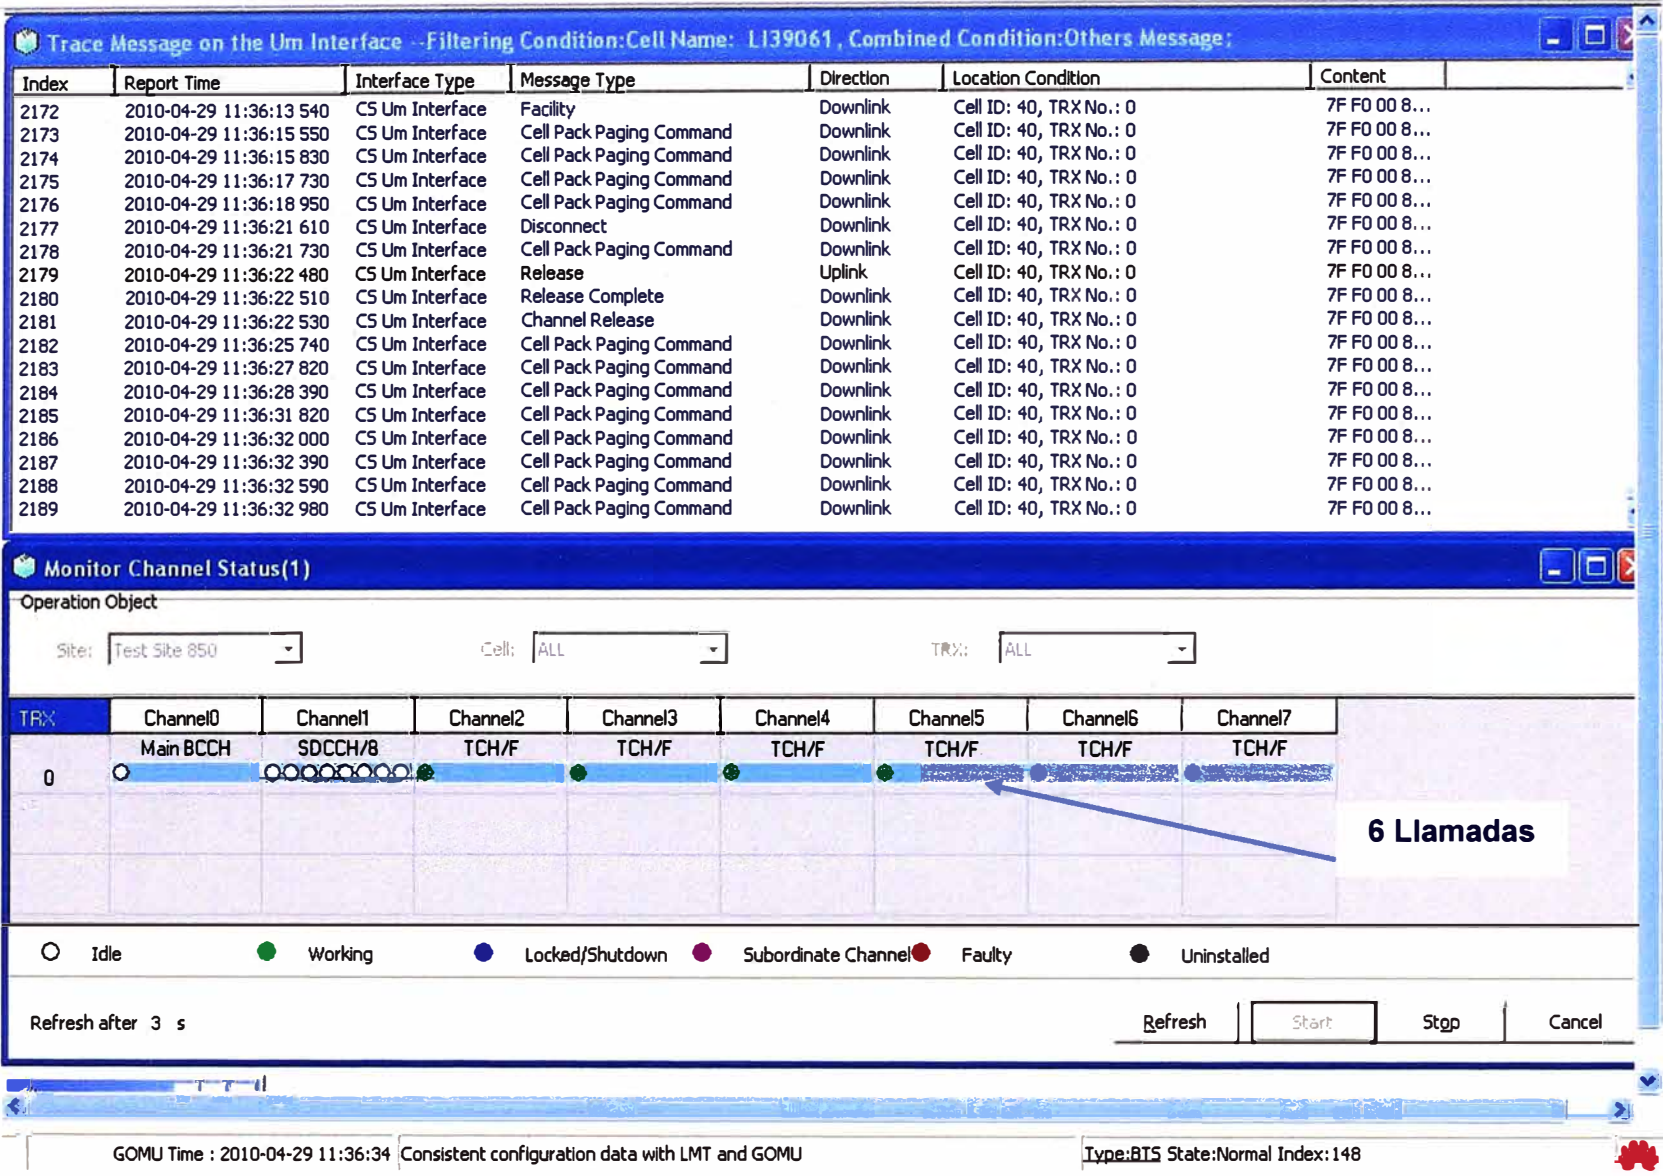 Trace Message on the Um Interface --Filtering Condition:Cell Name: LI39061, Combined Condition:Others Message;
Index Report Time Interface Type Message Type Direction Location Condition Content
2172 2010-04-29 11:36:13 540 CS Um Interface Facility Downlink Cell ID: 40, TRX No.: 0 7F F0 00 8...
2173 2010-04-29 11:36:15 550 CS Um Interface Cell Pack Paging Command Downlink Cell ID: 40, TRX No.: 0 7F F0 00 8...
2174 2010-04-29 11:36:15 830 CS Um Interface Cell Pack Paging Command Downlink Cell ID: 40, TRX No.: 0 7F F0 00 8...
2175 2010-04-29 11:36:17 730 CS Um Interface Cell Pack Paging Command Downlink Cell ID: 40, TRX No.: 0 7F F0 00 8...
2176 2010-04-29 11:36:18 950 CS Um Interface Cell Pack Paging Command Downlink Cell ID: 40, TRX No.: 0 7F F0 00 8...
2177 2010-04-29 11:36:21 610 CS Um Interface Disconnect Downlink Cell ID: 40, TRX No.: 0 7F F0 00 8...
2178 2010-04-29 11:36:21 730 CS Um Interface Cell Pack Paging Command Downlink Cell ID: 40, TRX No.: 0 7F F0 00 8...
2179 2010-04-29 11:36:22 480 CS Um Interface Release Uplink Cell ID: 40, TRX No.: 0 7F F0 00 8...
2180 2010-04-29 11:36:22 510 CS Um Interface Release Complete Downlink Cell ID: 40, TRX No.: 0 7F F0 00 8...
2181 2010-04-29 11:36:22 530 CS Um Interface Channel Release Downlink Cell ID: 40, TRX No.: 0 7F F0 00 8...
2182 2010-04-29 11:36:25 740 CS Um Interface Cell Pack Paging Command Downlink Cell ID: 40, TRX No.: 0 7F F0 00 8...
2183 2010-04-29 11:36:27 820 CS Um Interface Cell Pack Paging Command Downlink Cell ID: 40, TRX No.: 0 7F F0 00 8...
2184 2010-04-29 11:36:28 390 CS Um Interface Cell Pack Paging Command Downlink Cell ID: 40, TRX No.: 0 7F F0 00 8...
2185 2010-04-29 11:36:31 820 CS Um Interface Cell Pack Paging Command Downlink Cell ID: 40, TRX No.: 0 7F F0 00 8...
2186 2010-04-29 11:36:32 000 CS Um Interface Cell Pack Paging Command Downlink Cell ID: 40, TRX No.: 0 7F F0 00 8...
2187 2010-04-29 11:36:32 390 CS Um Interface Cell Pack Paging Command Downlink Cell ID: 40, TRX No.: 0 7F F0 00 8...
2188 2010-04-29 11:36:32 590 CS Um Interface Cell Pack Paging Command Downlink Cell ID: 40, TRX No.: 0 7F F0 00 8...
2189 2010-04-29 11:36:32 980 CS Um Interface Cell Pack Paging Command Downlink Cell ID: 40, TRX No.: 0 7F F0 00 8...
Monitor Channel Status(1)
Operation Object
Site: Test Site 850 Cell: ALL TRX: ALL
TRX Channel0 Channel1 Channel2 Channel3 Channel4 Channel5 Channel6 Channel7
Main BCCH SDCCH/8 TCH/F TCH/F TCH/F TCH/F TCH/F TCH/F
0
6 Llamadas
Idle Working Locked/Shutdown Subordinate Channel Faulty Uninstalled
Refresh after 3 s Refresh Start Stop Cancel
GOMU Time : 2010-04-29 11:36:34 Consistent configuration data with LMT and GOMU Type:BTS State:Normal Index:148